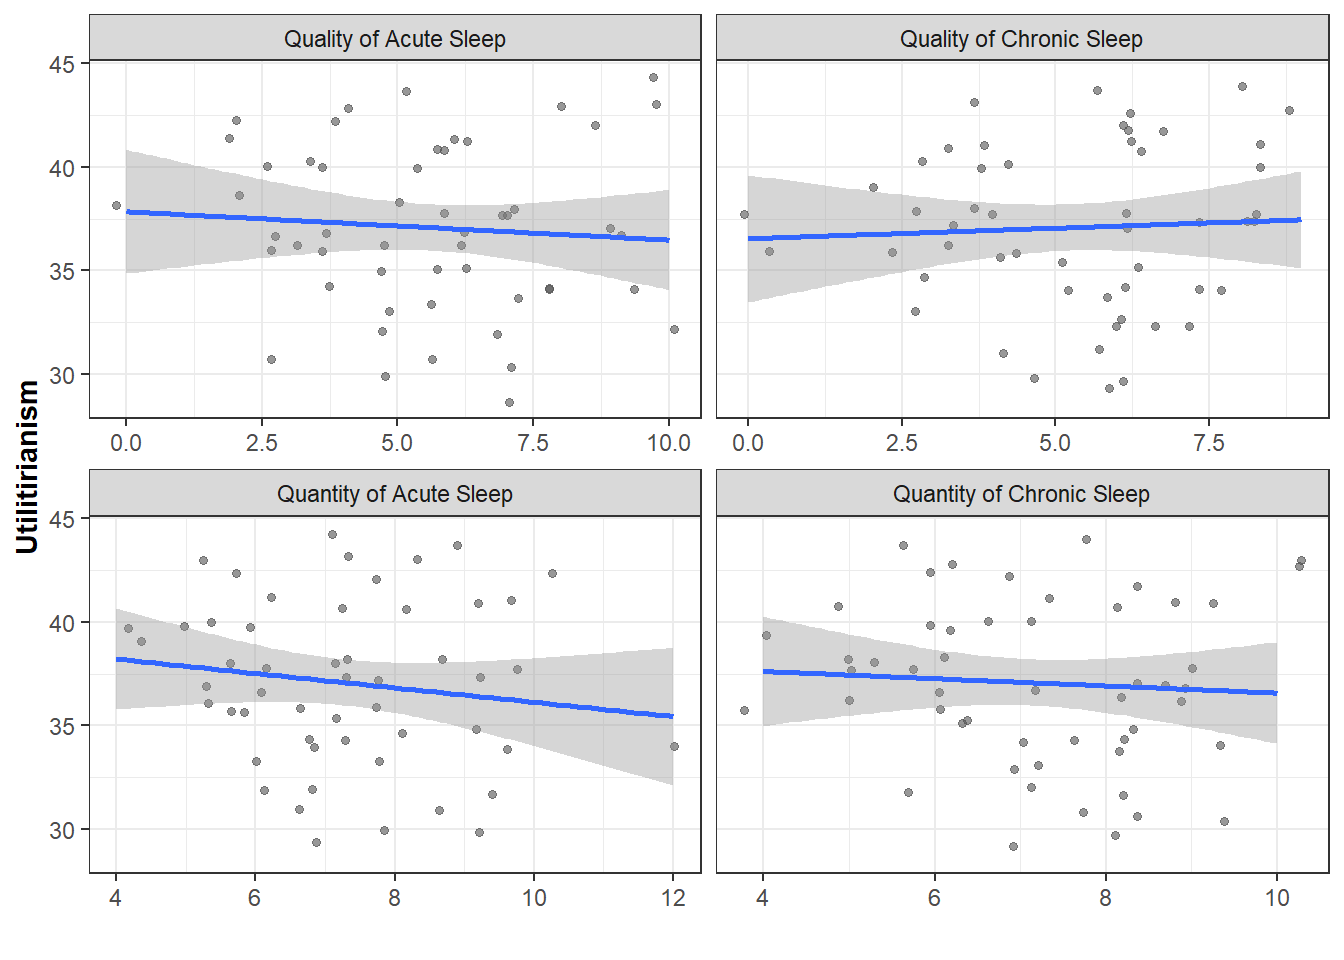 Quality of Acute Sleep
Quality of Chronic Sleep
45
40
35
30
0.0 2.5 5.0 7.5 10.0
0.0 2.5 5.0 7.5
Utilitirianism
Quantity of Acute Sleep
Quantity of Chronic Sleep
45
40
35
30
4 6 8 10 12
4 6 8 10